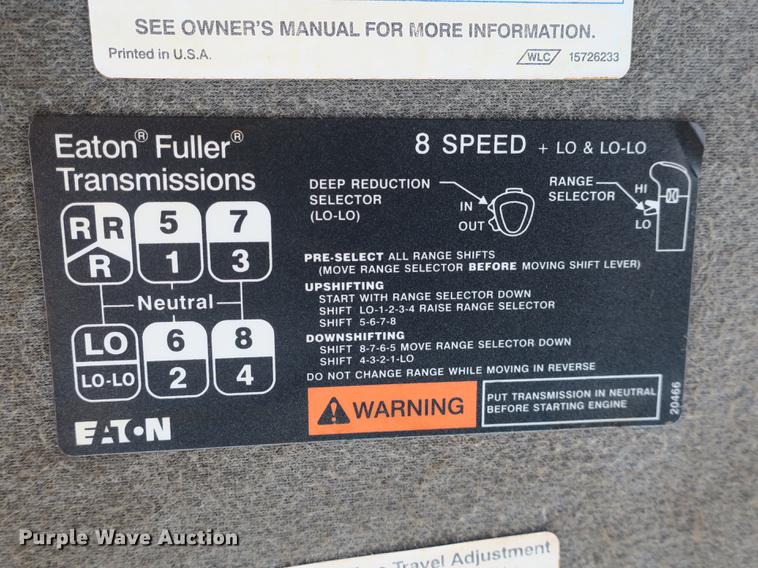 SEE OWNER'S MANUAL FOR MORE INFORMATION.
Printed in U.S.A.
WLC 15726233
Eaton® Fuller®
Transmissions
8 SPEED + LO & LO-LO
DEEP REDUCTION
SELECTOR
(LO-LO)
IN
OUT
RANGE
SELECTOR
HI
LO
R R 5 7
R 1 3
Neutral
LO 6 8
LO-LO 2 4
PRE-SELECT ALL RANGE SHIFTS
(MOVE RANGE SELECTOR BEFORE MOVING SHIFT LEVER)
UPSHIFTING
START WITH RANGE SELECTOR DOWN
SHIFT LO-1-2-3-4 RAISE RANGE SELECTOR
SHIFT 5-6-7-8
DOWNSHIFTING
SHIFT 8-7-6-5 MOVE RANGE SELECTOR DOWN
SHIFT 4-3-2-1-LO
DO NOT CHANGE RANGE WHILE MOVING IN REVERSE
WARNING
PUT TRANSMISSION IN NEUTRAL
BEFORE STARTING ENGINE
20466
EATON
Purple Wave Auction
Travel Adjustment